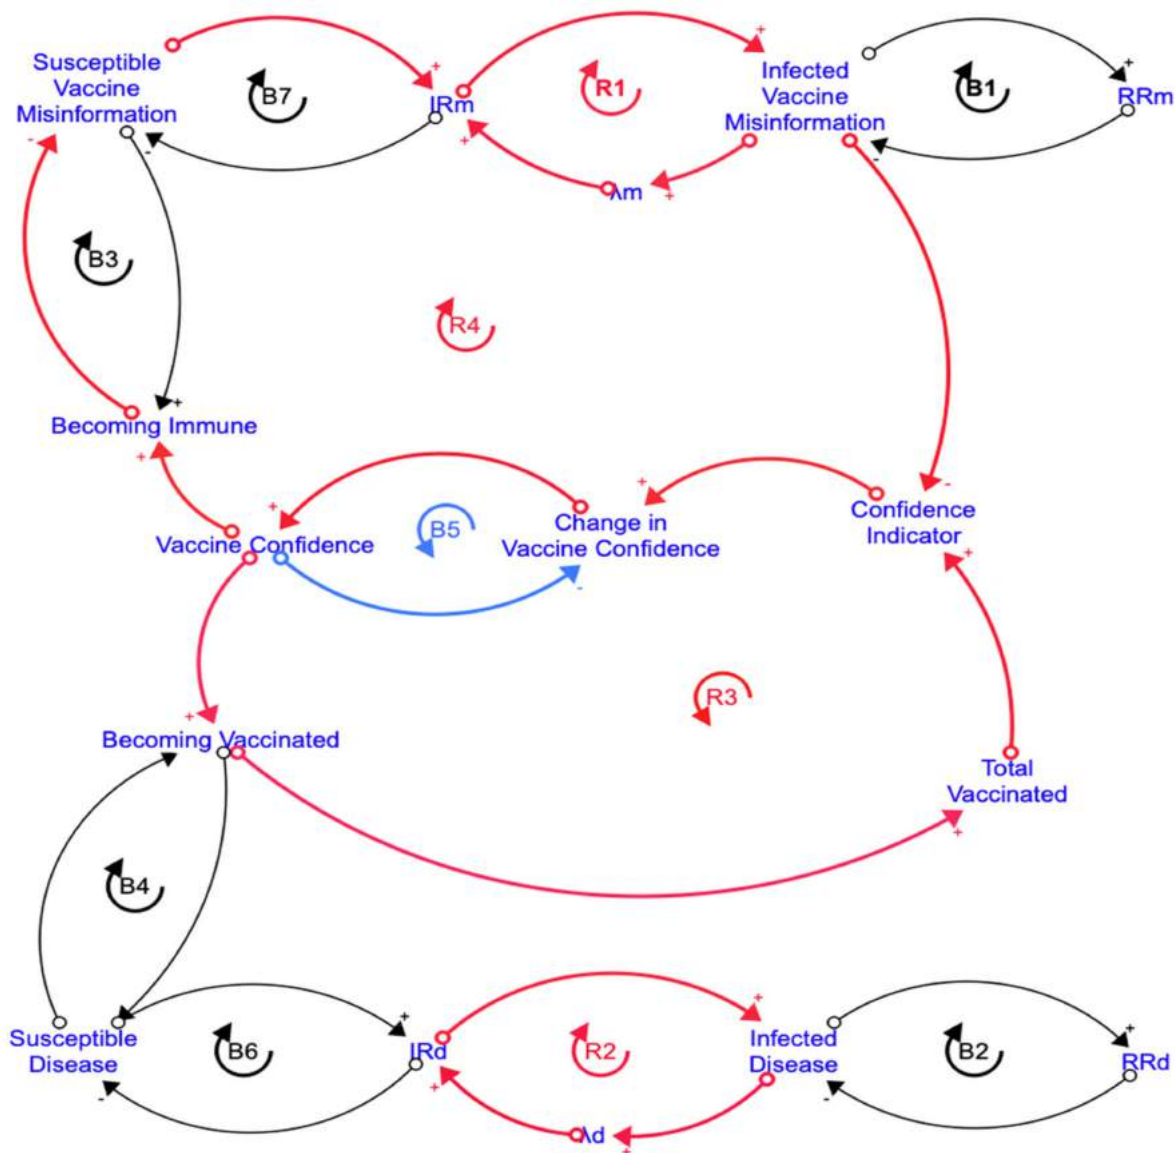 Susceptible
Vaccine
Misinformation
B7
IRm
R1
Infected
Vaccine
Misinformation
B1
RRm
λm
B3
R4
Becoming Immune
Vaccine Confidence
B5
Change in
Vaccine Confidence
Confidence
Indicator
R3
Becoming Vaccinated
Total
Vaccinated
B4
Susceptible
Disease
B6
IRd
R2
Infected
Disease
B2
RRd
λd